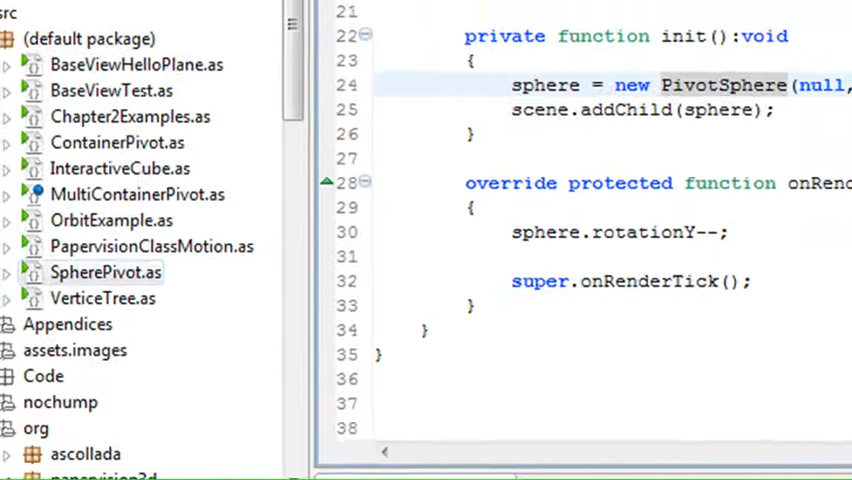 src
(default package)
BaseViewHelloPlane.as
BaseViewTest.as
Chapter2Examples.as
ContainerPivot.as
InteractiveCube.as
MultiContainerPivot.as
OrbitExample.as
PapervisionClassMotion.as
SpherePivot.as
VerticeTree.as
Appendices
assets.images
Code
nochump
org
ascollada
papervision3d
21
22 private function init():void
23 {
24 sphere = new PivotSphere(null,
25 scene.addChild(sphere);
26 }
27
28 override protected function onRende
29 {
30 sphere.rotationY--;
31
32 super.onRenderTick();
33 }
34 }
35 }
36
37
38